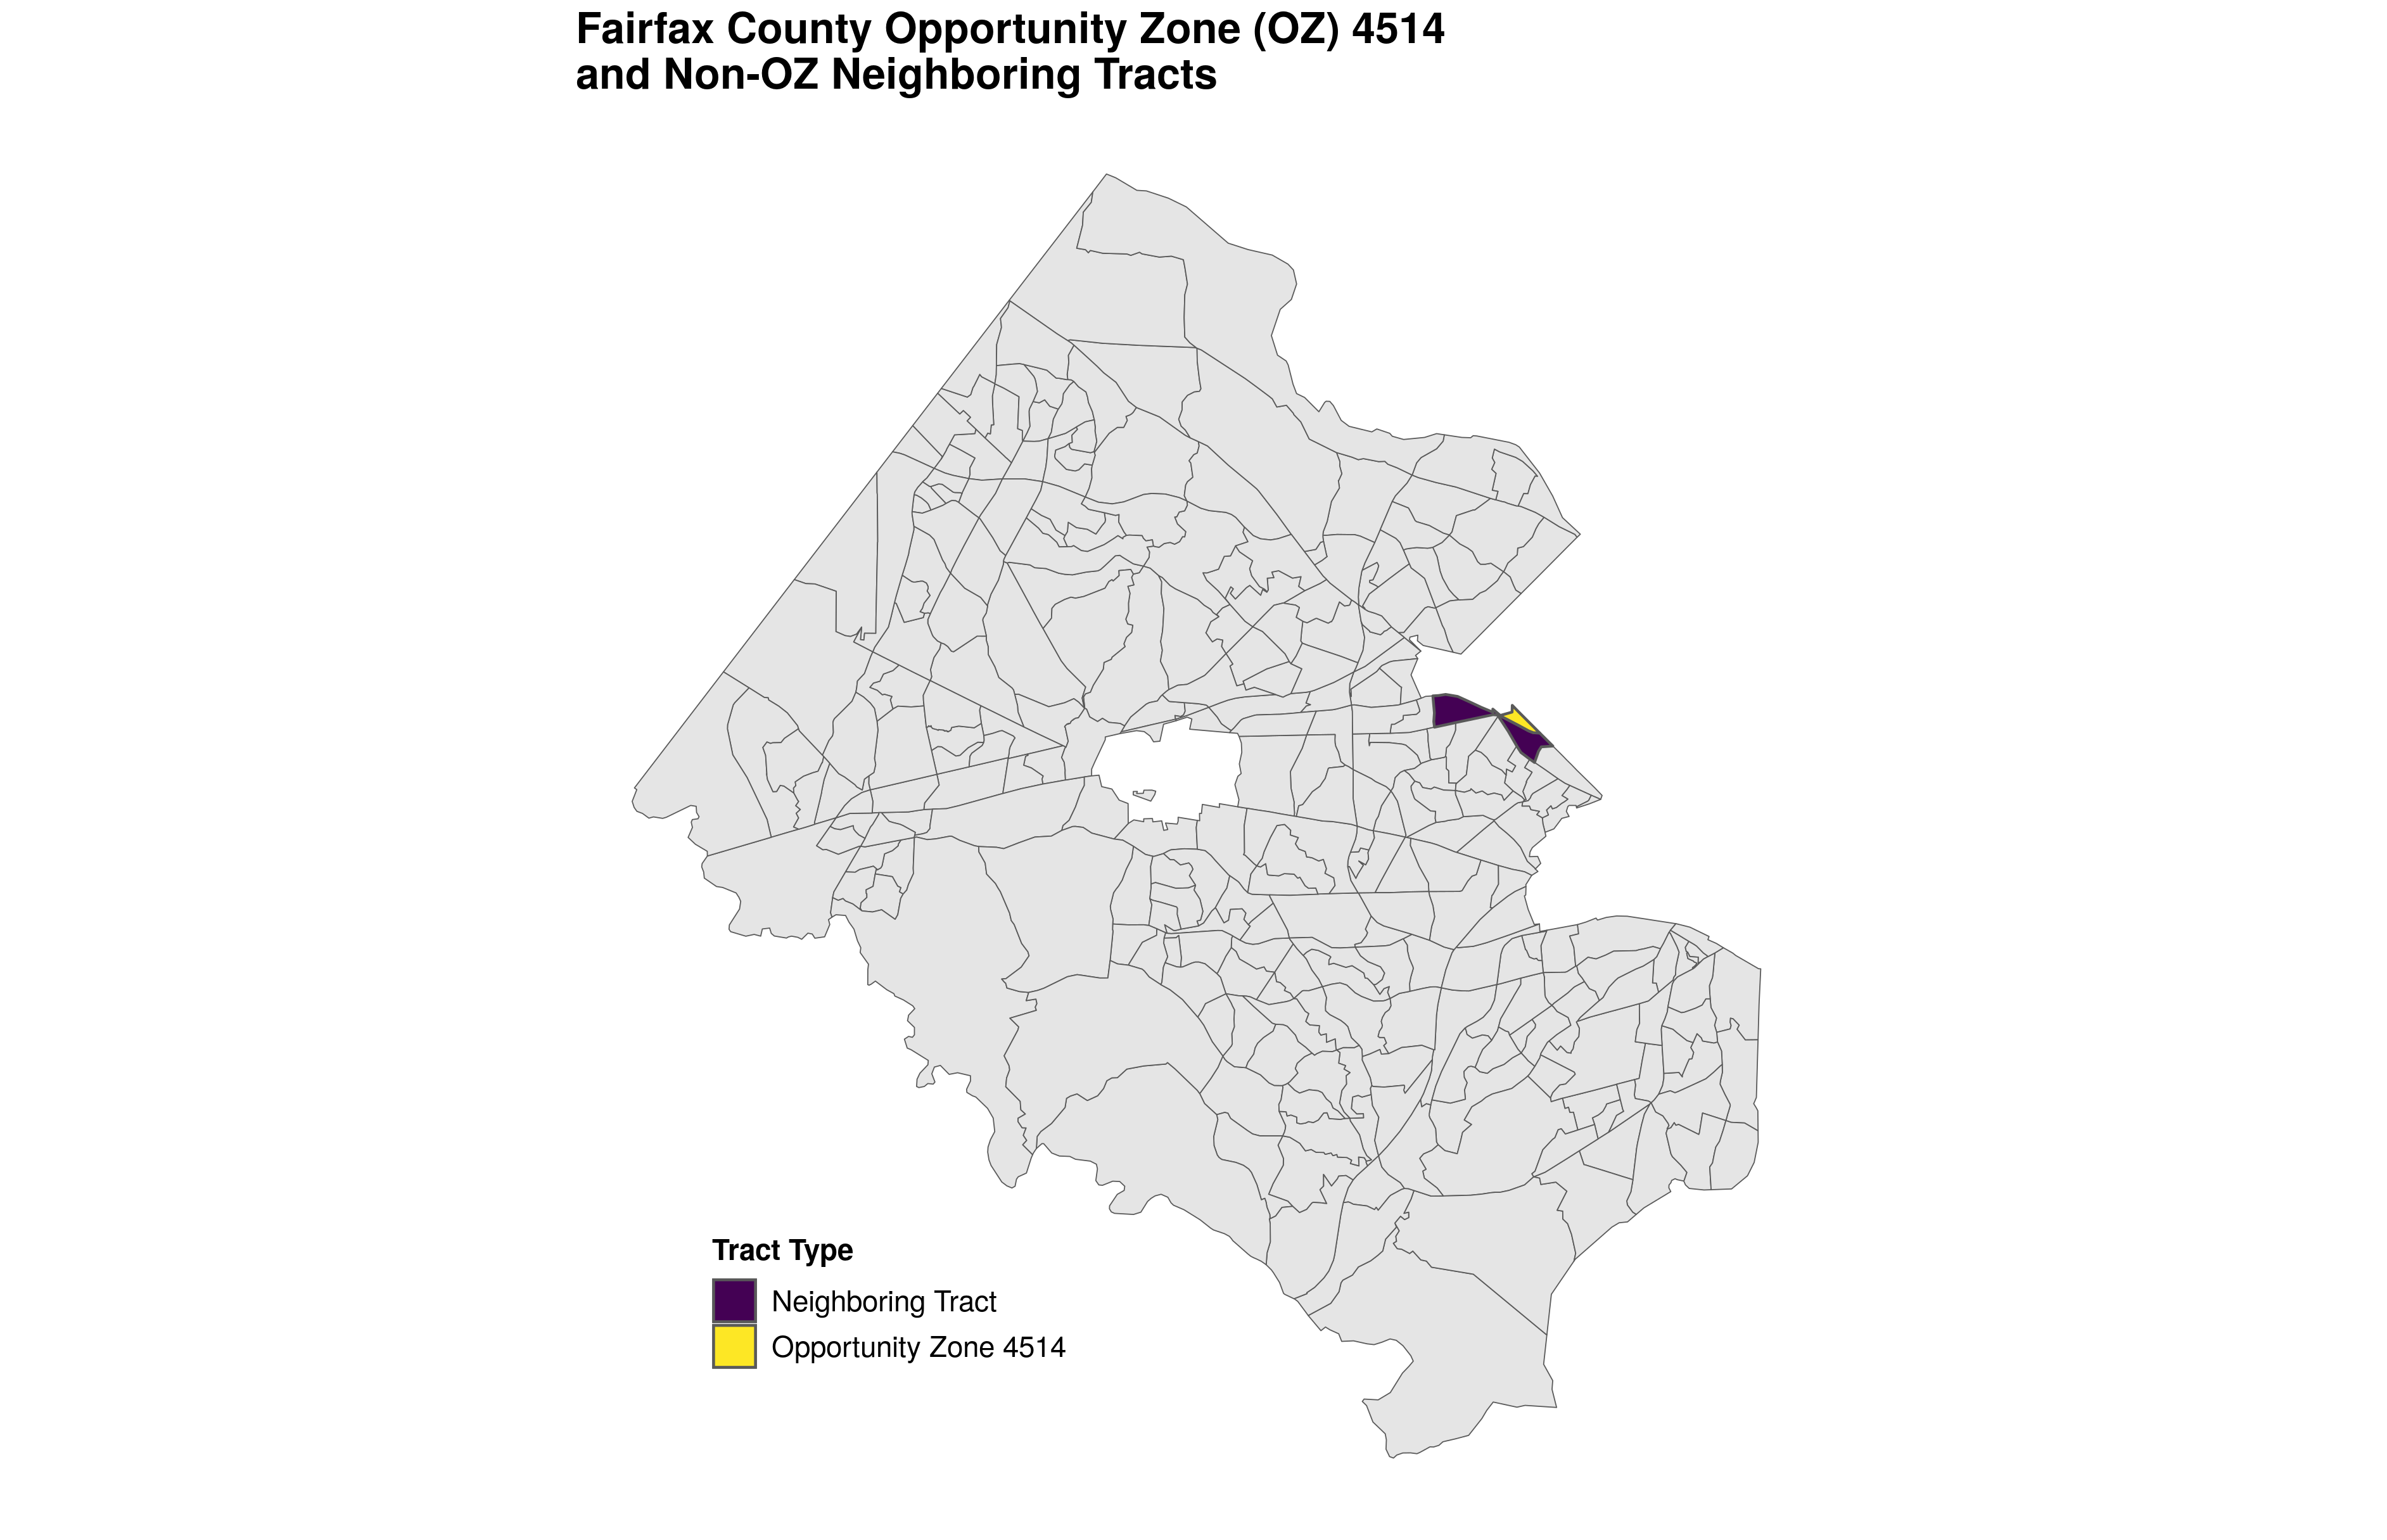 Fairfax County Opportunity Zone (OZ) 4514
and Non-OZ Neighboring Tracts
Tract Type
Neighboring Tract
Opportunity Zone 4514